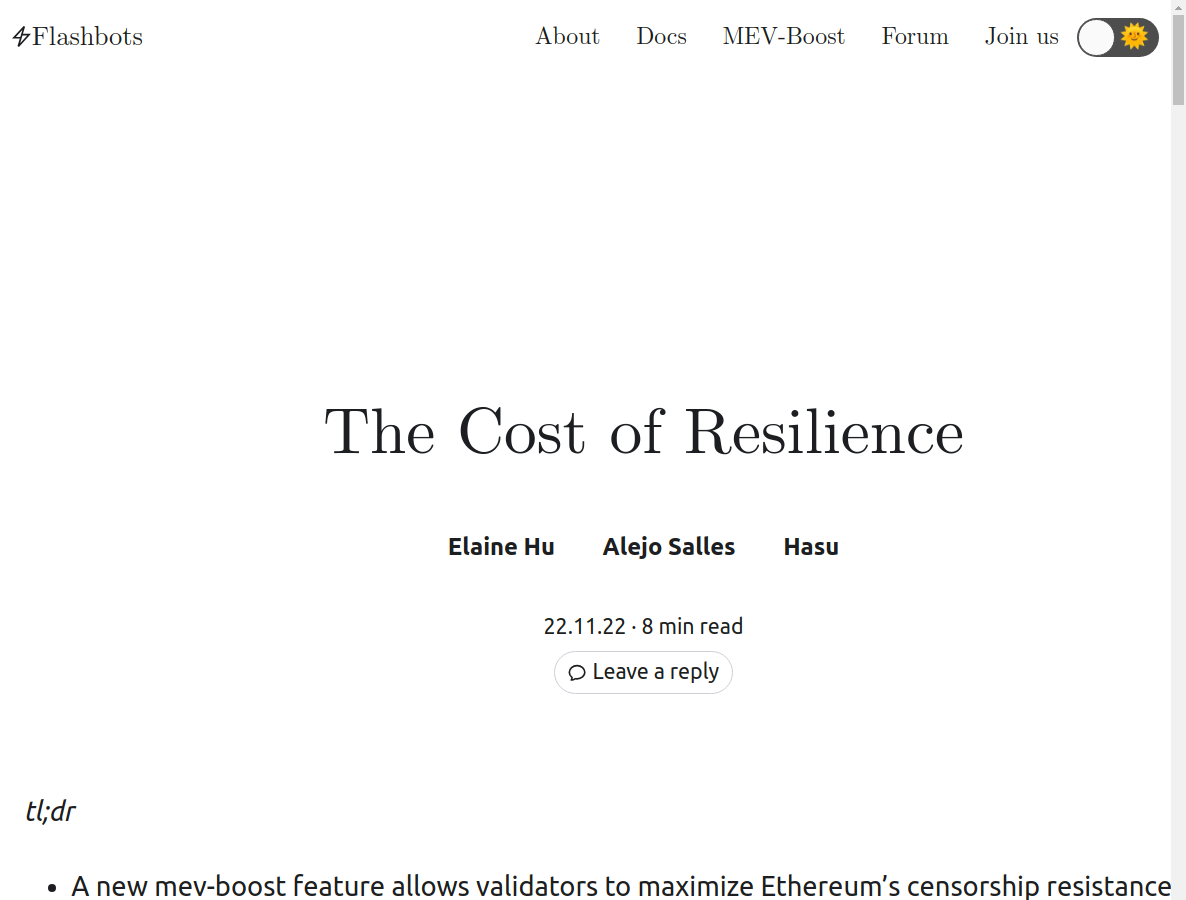 Flashbots
About Docs MEV-Boost Forum Join us
The Cost of Resilience
Elaine Hu Alejo Salles Hasu
22.11.22 · 8 min read
Leave a reply
tl;dr
• A new mev-boost feature allows validators to maximize Ethereum’s censorship resistance